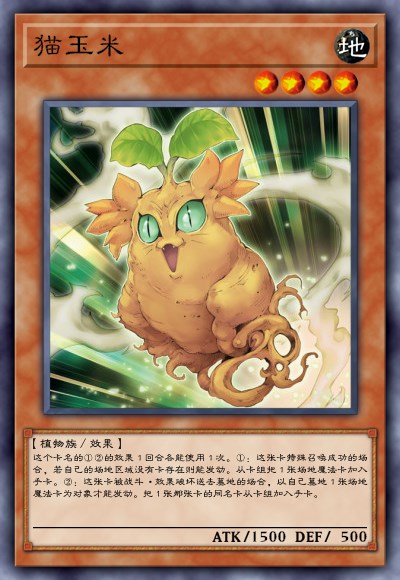 猫玉米
地
【植物族／效果】
这个卡名的①②的效果１回合各能使用１次。①：这张卡特殊召唤成功的场
合，若自己的场地区域没有卡存在则能发动。从卡组把１张场地魔法卡加入
手卡。②：这张卡被战斗·效果破坏送去墓地的场合，以自己墓地１张场地
魔法卡为对象才能发动。把１张那张卡的同名卡从卡组加入手卡。
ATK/1500 DEF/ 500